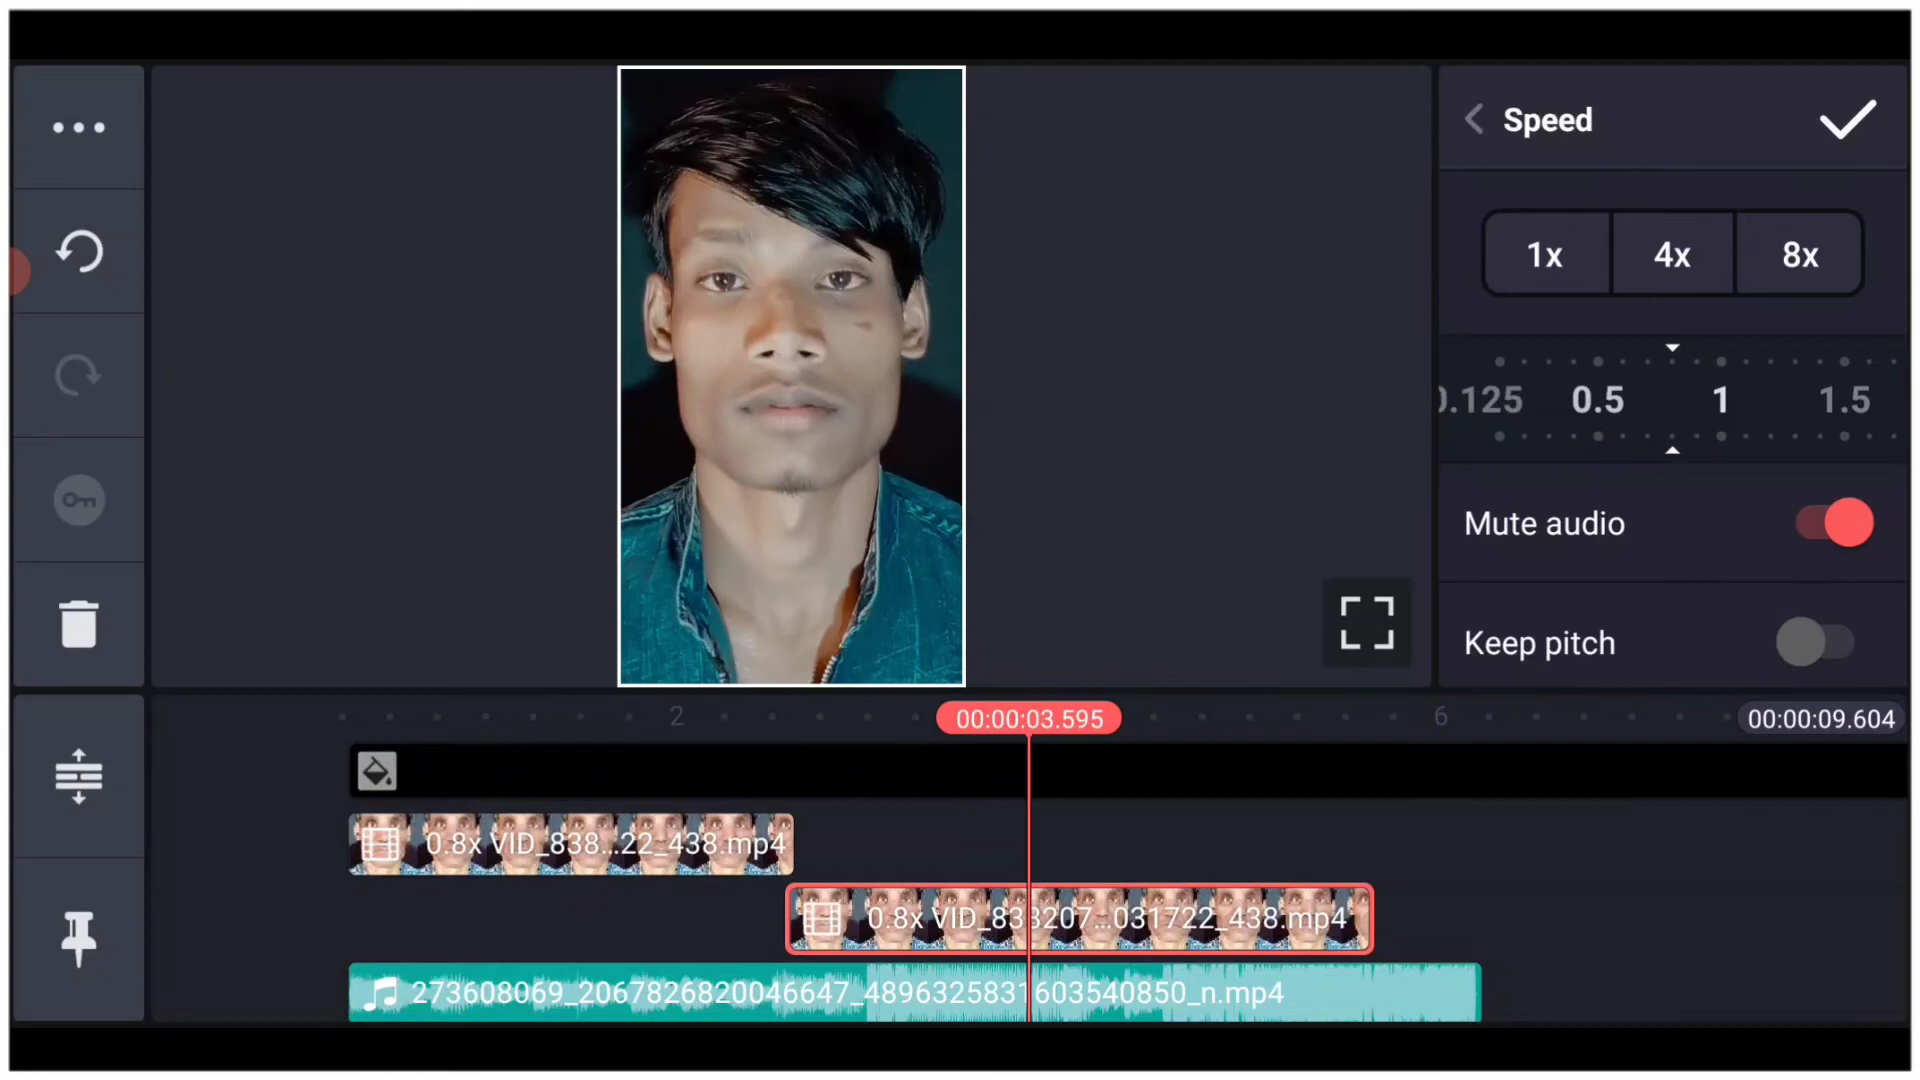 Speed
1x 4x 8x
0.125 0.5 1 1.5
Mute audio
Keep pitch
2 00:00:03.595 6 00:00:09.604
0.8x VID_838...22_438.mp4
0.8x VID_833207...031722_438.mp4
273608069_2067826820046647_4896325831603540850_n.mp4